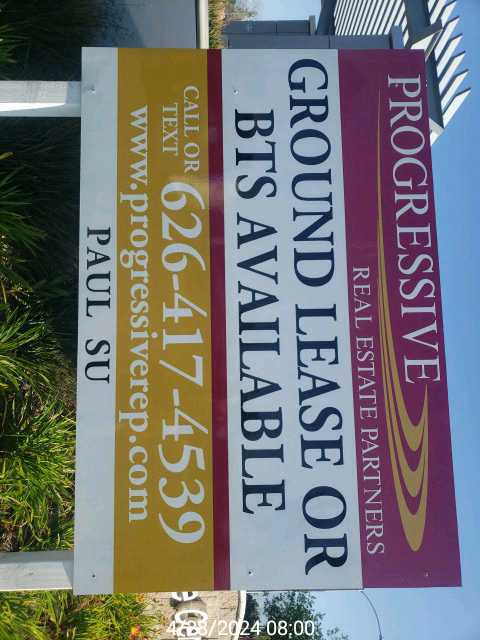 PROGRESSIVE
REAL ESTATE PARTNERS
GROUND LEASE OR
BTS AVAILABLE
CALL OR
TEXT
626-417-4539
www.progressiverep.com
PAUL SU
4/28/2024 08:00